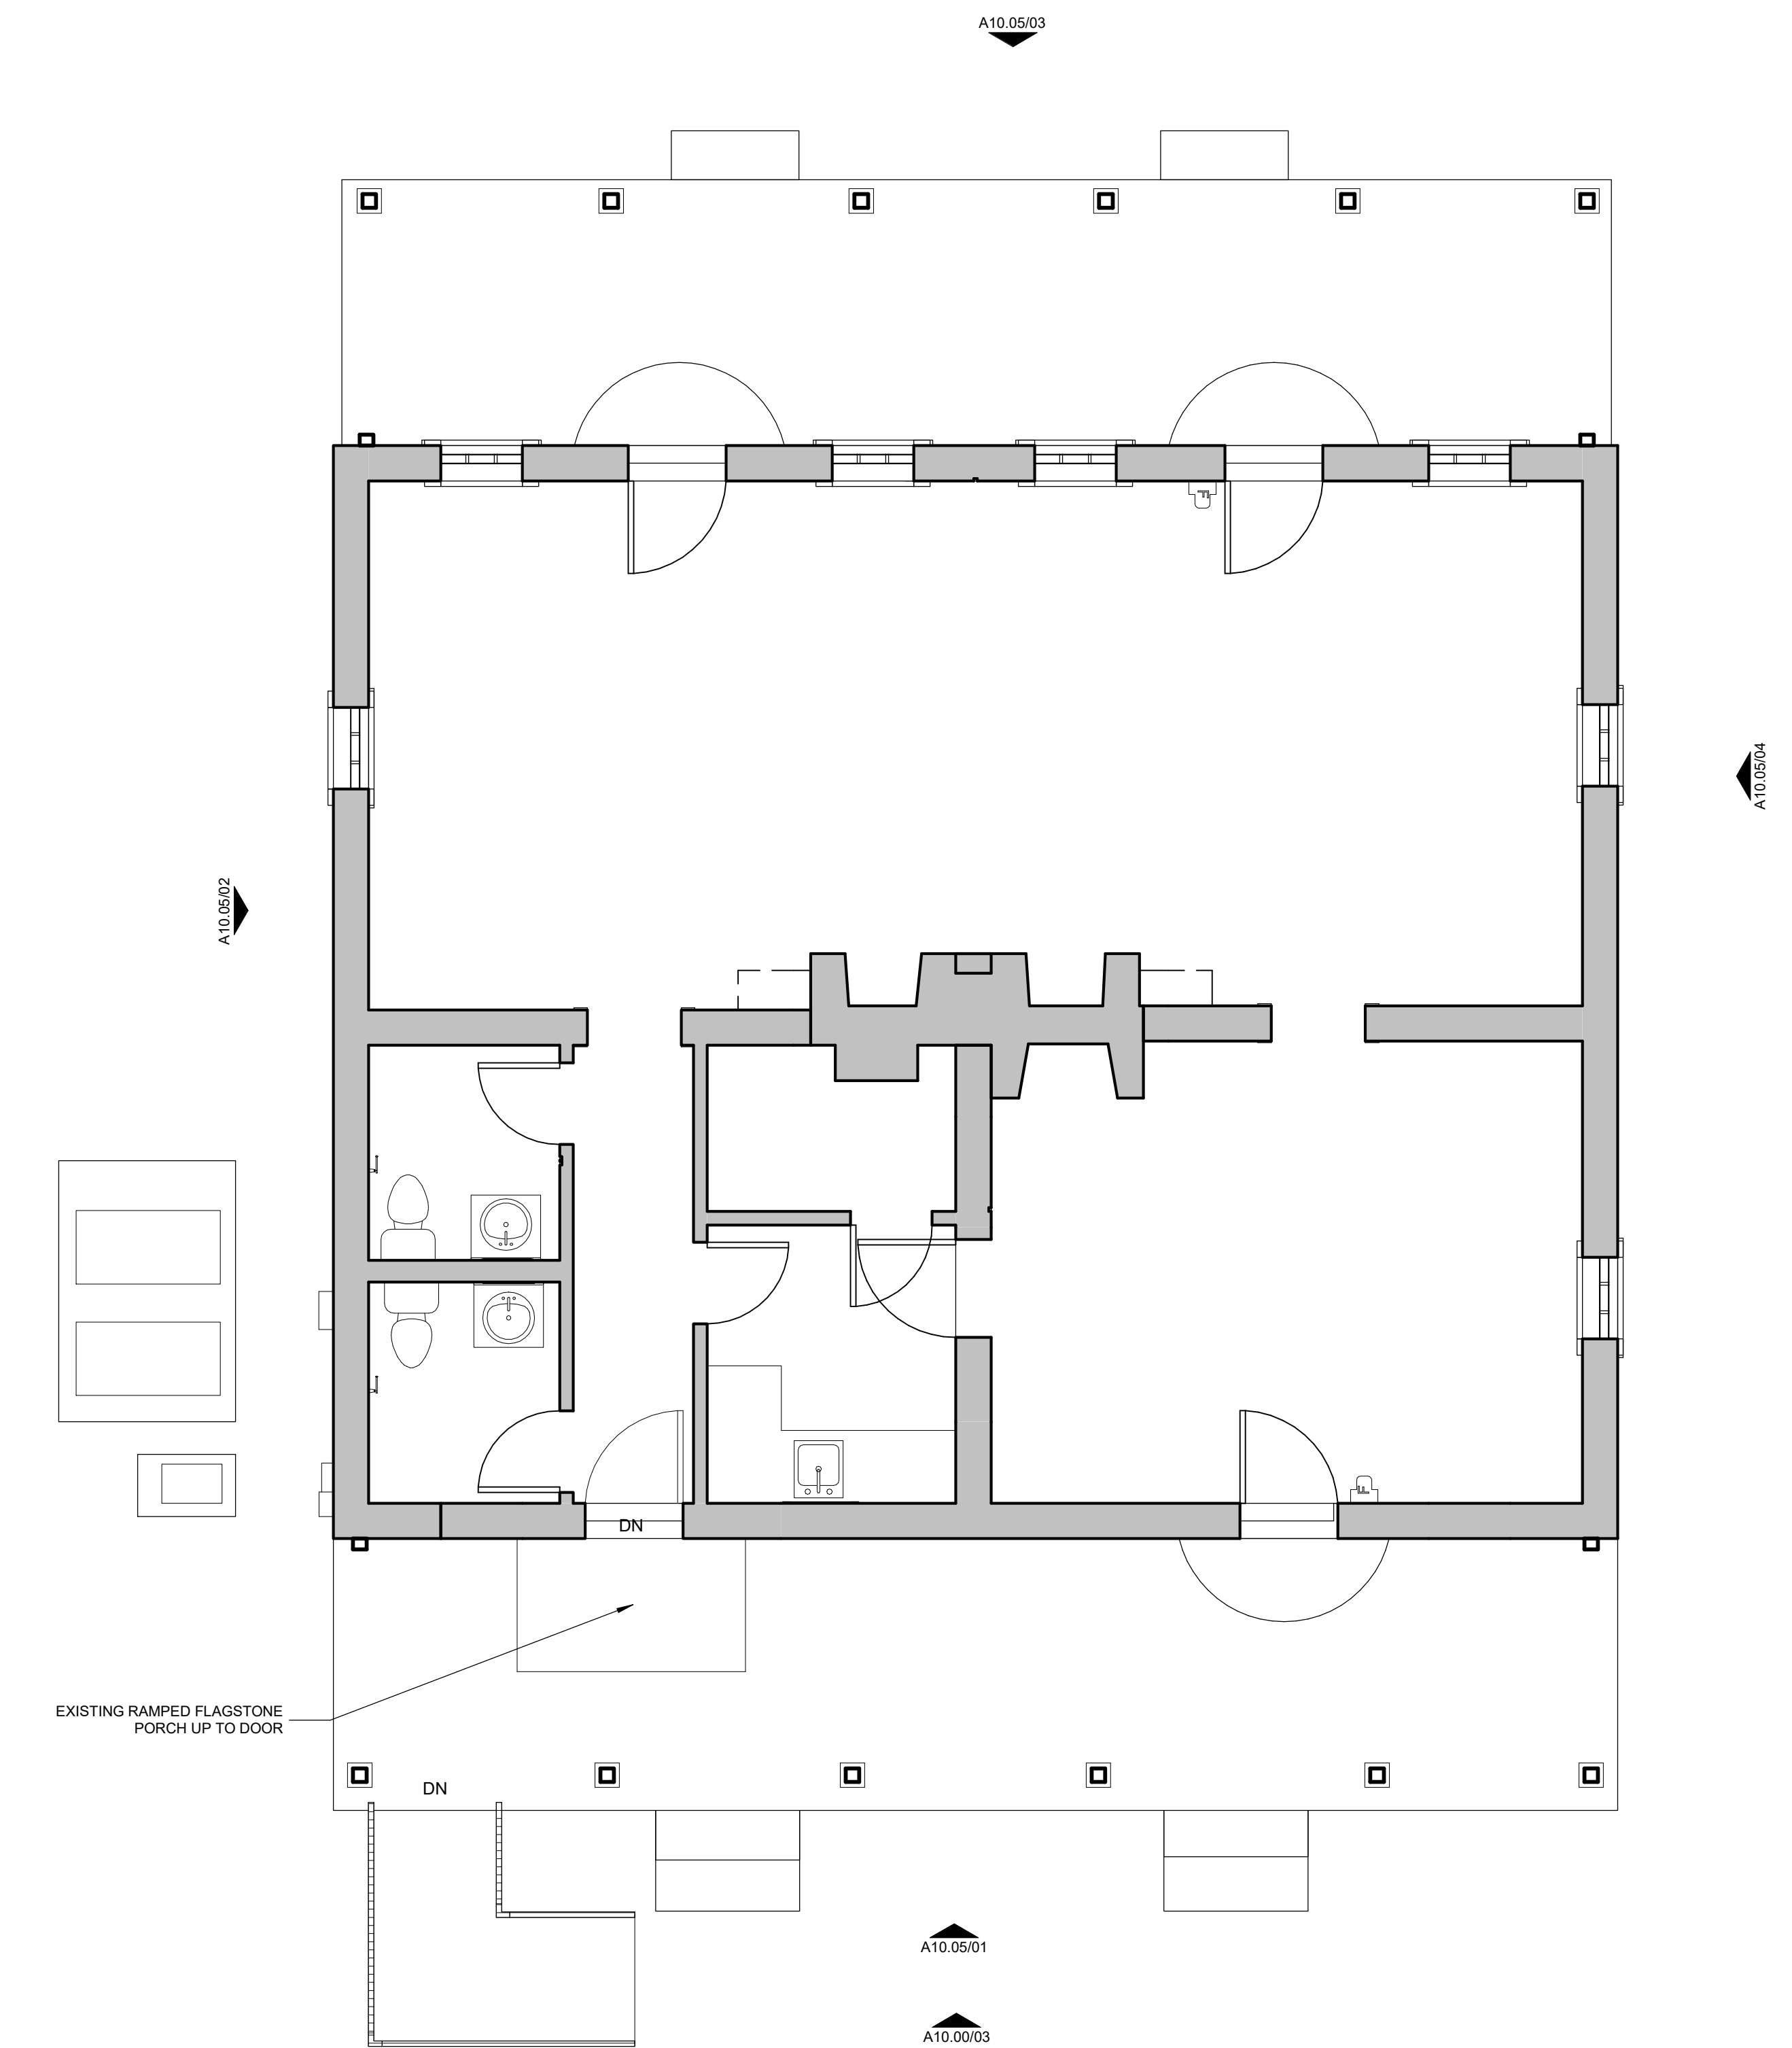 A10.05/03
A10.05/04
A10.05/02
F
F
DN
EXISTING RAMPED FLAGSTONE
PORCH UP TO DOOR
DN
A10.05/01
A10.00/03